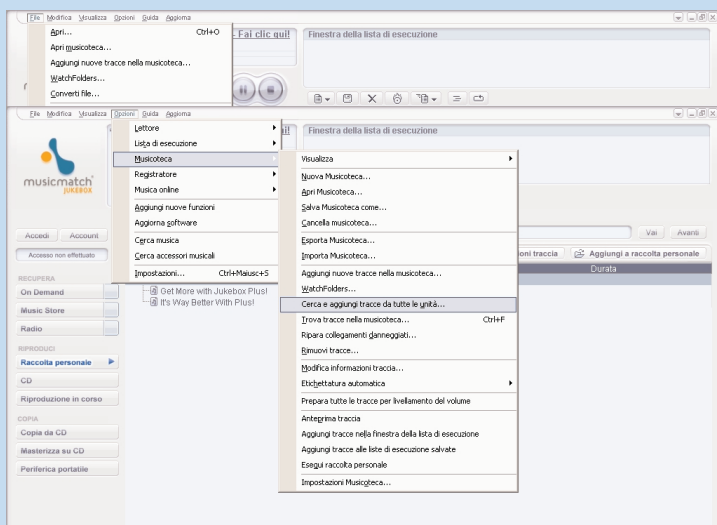 File Modifica Visualizza Opzioni Guida Aggiorna
Apri... Ctrl+O
Apri musicoteca...
Aggiungi nuove tracce nella musicoteca...
WatchFolders...
Converti file...
- Fai clic qui!
Finestra della lista di esecuzione
File Modifica Visualizza Opzioni Guida Aggiorna
musicmatch
JUKEBOX
Lettore
Lista di esecuzione
Musicoteca
Registratore
Musica online
Aggiungi nuove funzioni
Aggiorna software
Cerca musica
Cerca accessori musicali
Impostazioni... Ctrl+Maiusc+S
Finestra della lista di esecuzione
Visualizza
Nuova Musicoteca...
Apri Musicoteca...
Salva Musicoteca come...
Cancella musicoteca...
Esporta Musicoteca...
Importa Musicoteca...
Aggiungi nuove tracce nella musicoteca...
WatchFolders...
Cerca e aggiungi tracce da tutte le unità...
Trova tracce nella musicoteca... Ctrl+F
Ripara collegamenti danneggiati...
Rimuovi tracce...
Modifica informazioni traccia...
Etichettatura automatica
Prepara tutte le tracce per livellamento del volume
Anteprima traccia
Aggiungi tracce nella finestra della lista di esecuzione
Aggiungi tracce alle liste di esecuzione salvate
Esegui raccolta personale
Impostazioni Musicoteca...
Vai Avanti
oni traccia Aggiungi a raccolta personale
Durata
Accedi Account
Accesso non effettuato
RECUPERA
On Demand
Music Store
Radio
RIPRODUCI
Raccolta personale
CD
Riproduzione in corso
COPIA
Copia da CD
Masterizza su CD
Periferica portatile
Get More with Jukebox Plus!
It's Way Better With Plus!